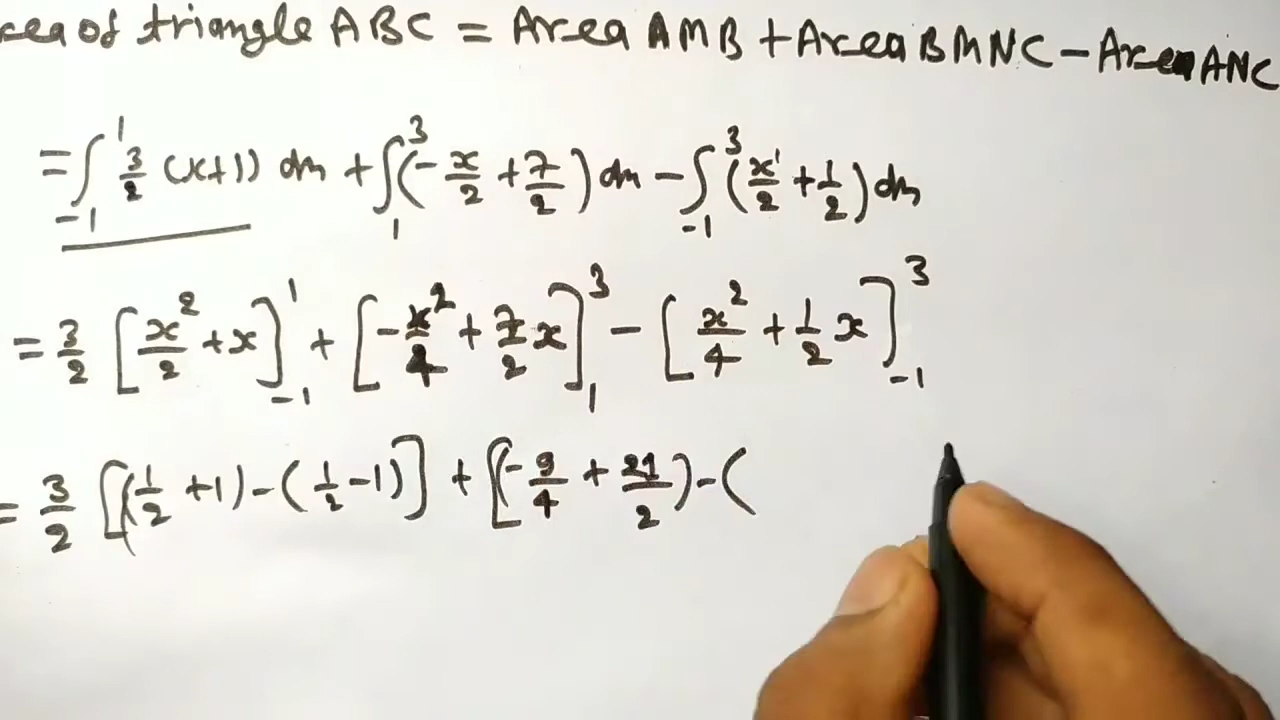 rea of triangle ABC = Area AMB + Area BMNC - Area ANC
= ∫_{-1}^{1} 3/2 (x+1) dx + ∫_{1}^{3} (-x/2 + 7/2) dx - ∫_{-1}^{3} (x/2 + 1/2) dx
= 3/2 [x²/2 + x]_{-1}^{1} + [-x²/4 + 7/2 x]_{1}^{3} - [x²/4 + 1/2 x]_{-1}^{3}
= 3/2 [(1/2 + 1) - (1/2 - 1)] + [(-9/4 + 21/2) - (